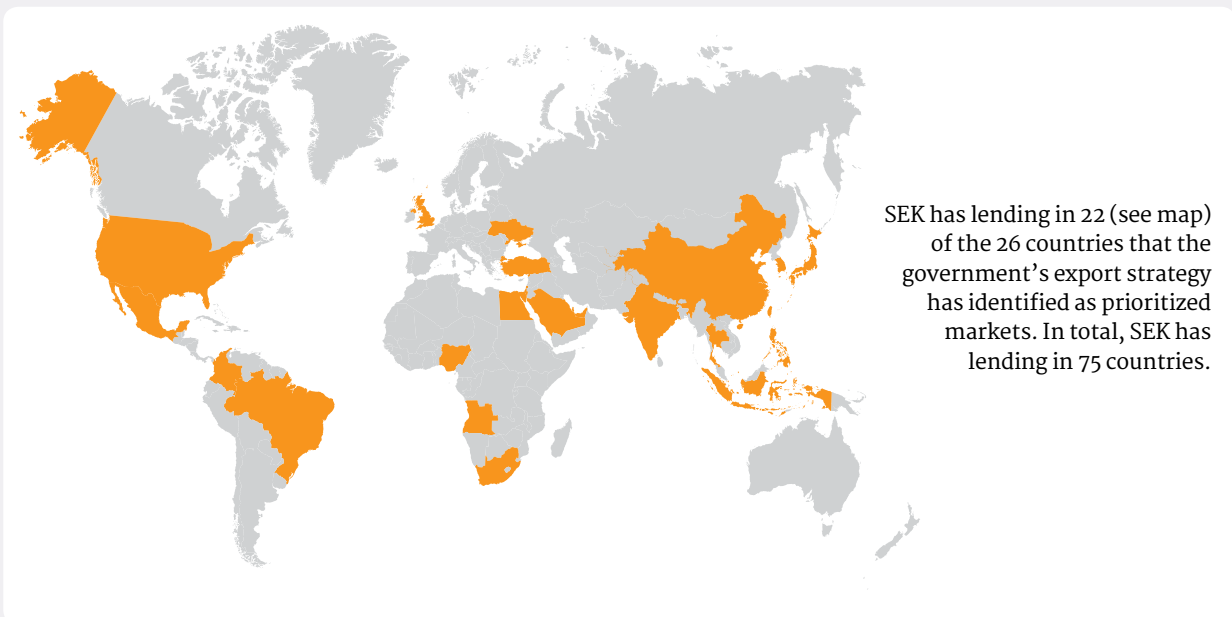 SEK has lending in 22 (see map)
of the 26 countries that the
government’s export strategy
has identified as prioritized
markets. In total, SEK has
lending in 75 countries.